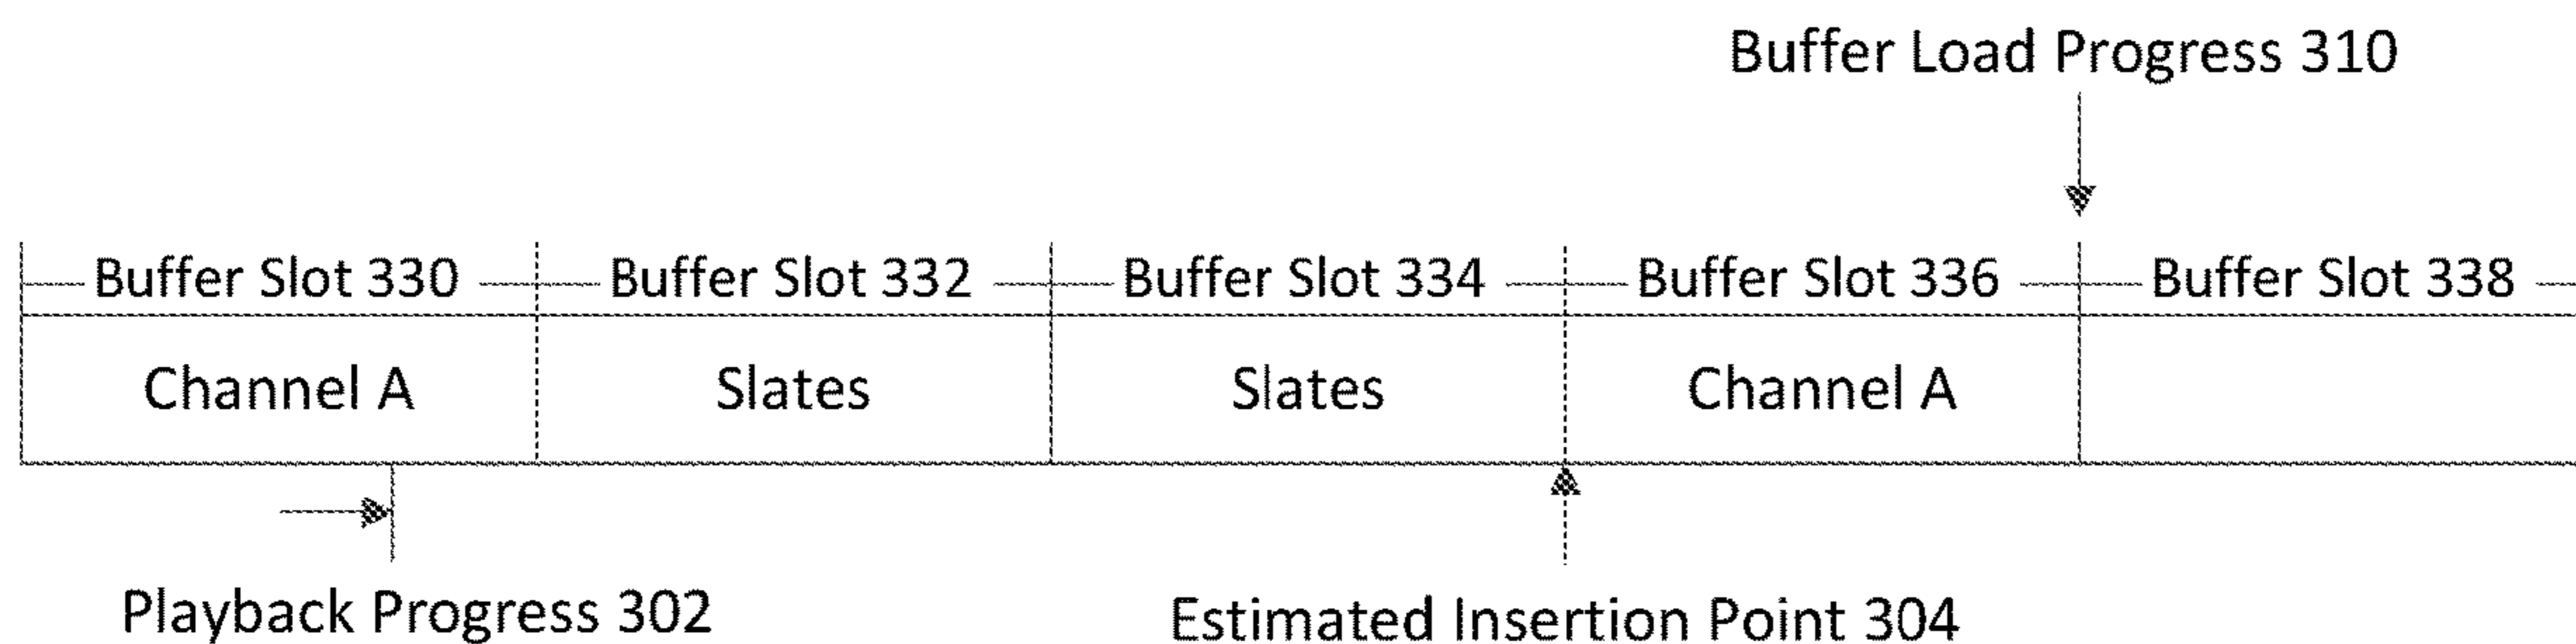 Buffer Load Progress 310
Buffer Slot 330 Buffer Slot 332 Buffer Slot 334 Buffer Slot 336 Buffer Slot 338
Channel A Slates Slates Channel A
Playback Progress 302 Estimated Insertion Point 304